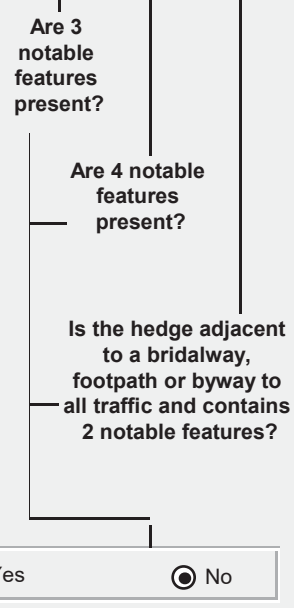 Are 3
notable
features
present?
Are 4 notable
features
present?
Is the hedge adjacent
to a bridalway,
footpath or byway to
all traffic and contains
2 notable features?
No